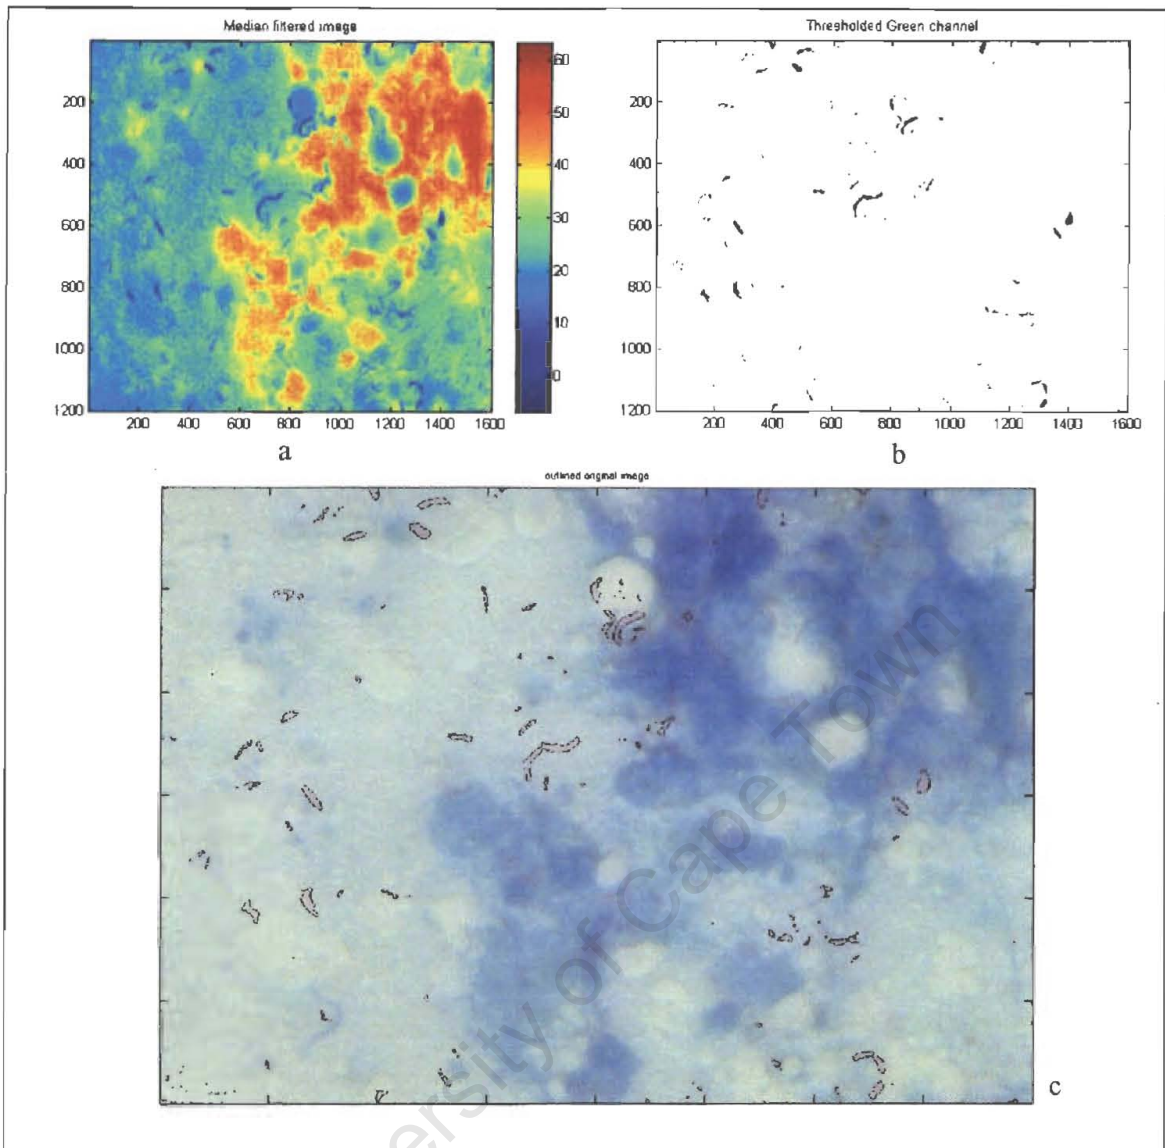 Median filtered image
200
400
600
800
1000
1200
200 400 600 800 1000 1200 1400 1600
60
50
40
30
20
10
0
a
Thresholded Green channel
200
400
600
800
1000
1200
200 400 600 800 1000 1200 1400 1600
b
outlined original image
c
University of Cape Town